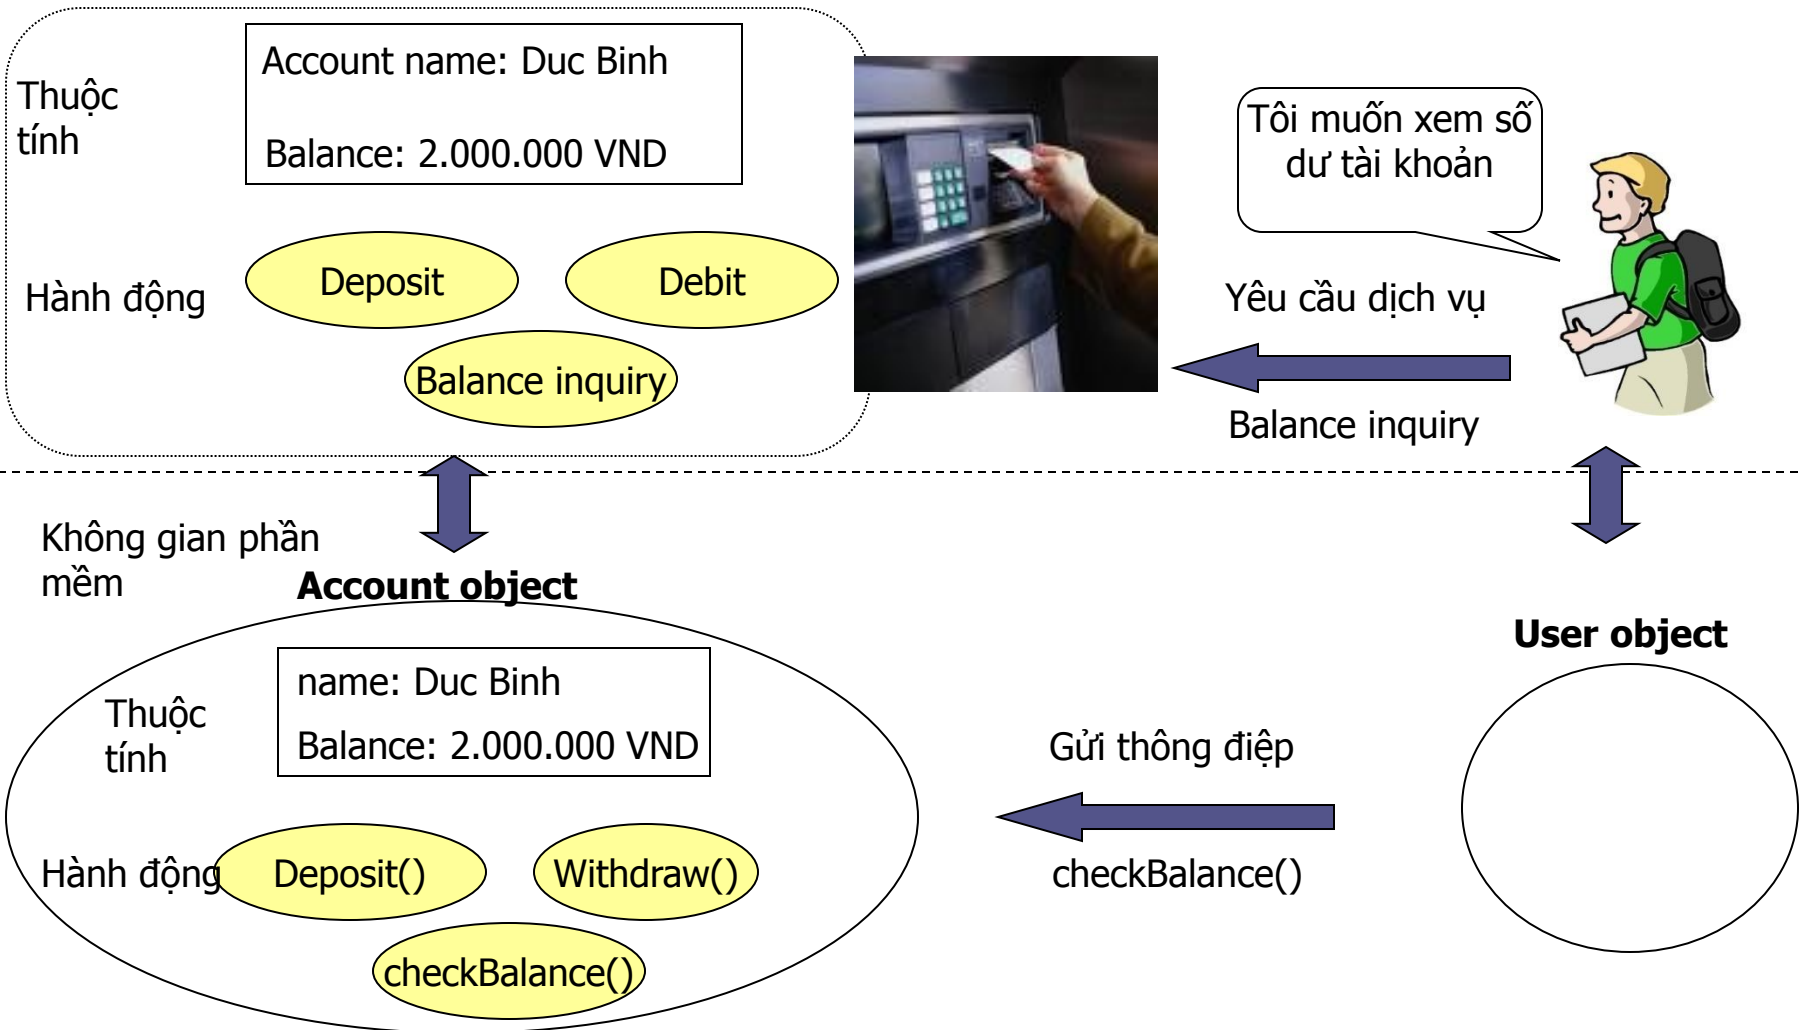 Account name: Duc Binh
Thuộc
tính
Balance: 2.000.000 VND
Tôi muốn xem số
dư tài khoản
Hành động
Deposit
Debit
Balance inquiry
Yêu cầu dịch vụ
Balance inquiry
Không gian phần
mềm
Account object
User object
name: Duc Binh
Thuộc
tính
Balance: 2.000.000 VND
Gửi thông điệp
checkBalance()
Hành động
Deposit()
Withdraw()
checkBalance()